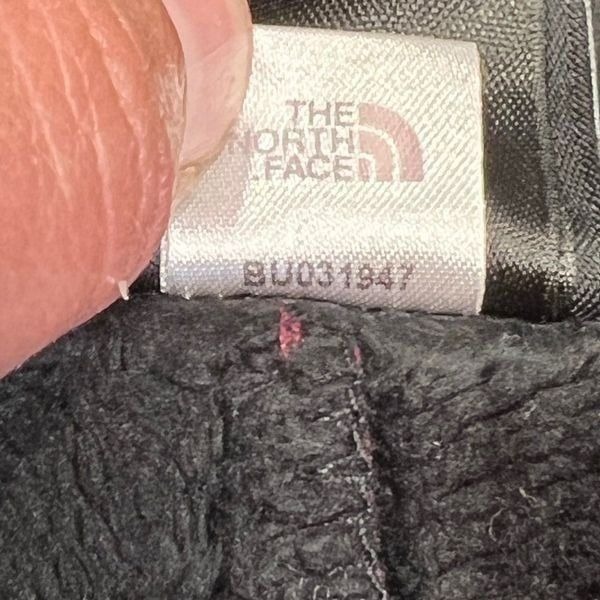 THE
NORTH
FACE
BU031947